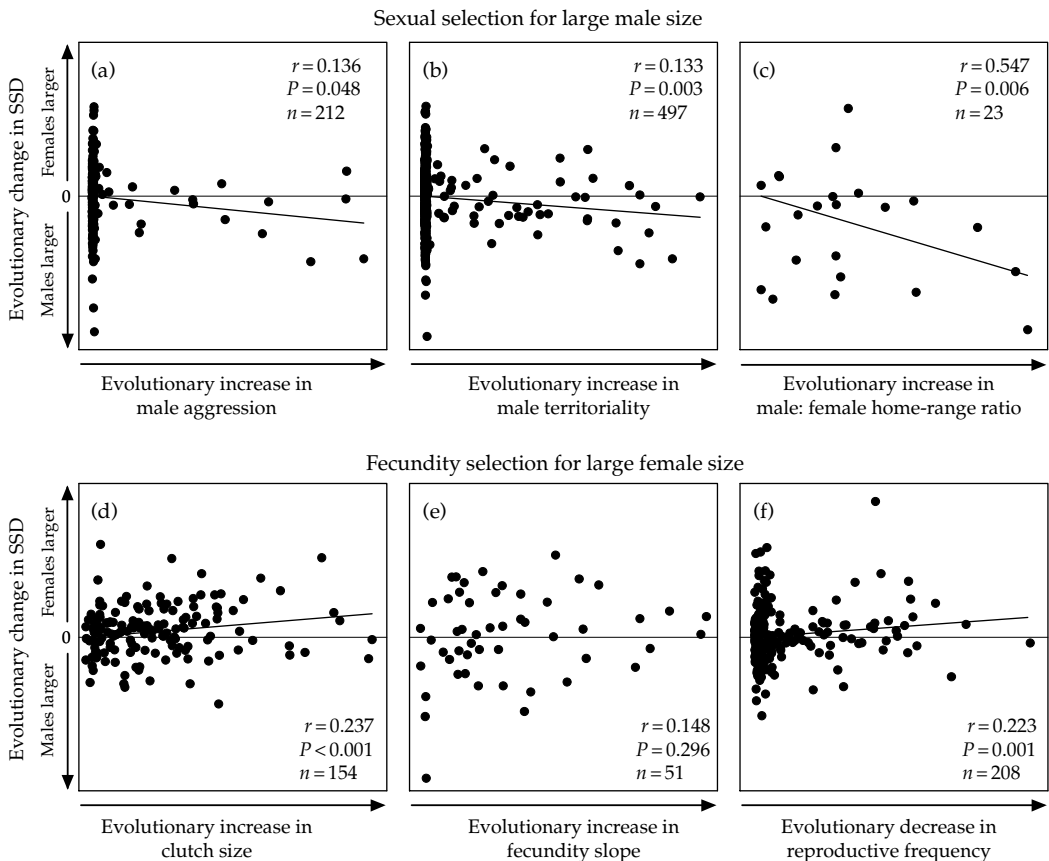 Sexual selection for large male size
Evolutionary change in SSD
Males larger
Females larger
0
(a)
r = 0.136
P = 0.048
n = 212
(b)
r = 0.133
P = 0.003
n = 497
(c)
r = 0.547
P = 0.006
n = 23
Evolutionary increase in
male aggression
Evolutionary increase in
male territoriality
Evolutionary increase in
male: female home-range ratio
Fecundity selection for large female size
Evolutionary change in SSD
Males larger
Females larger
0
(d)
r = 0.237
P < 0.001
n = 154
(e)
r = 0.148
P = 0.296
n = 51
(f)
r = 0.223
P = 0.001
n = 208
Evolutionary increase in
clutch size
Evolutionary increase in
fecundity slope
Evolutionary decrease in
reproductive frequency